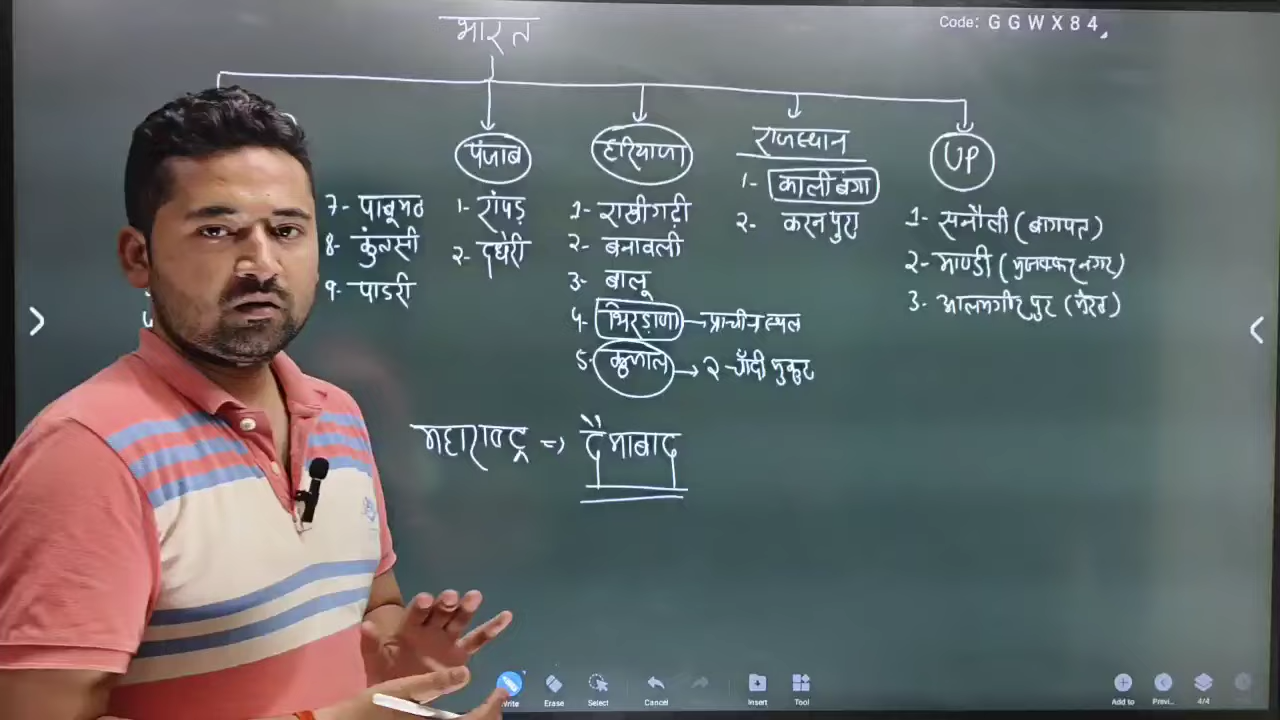 Code: G G W X 8 4
भारत
पंजाब
हरियाणा
राजस्थान
UP
7- पाबूमठ
8- कुंतासी
9- पाडरी
1- रोपड़
2- दधेरी
1- राखीगढ़ी
2- बनावली
3- बालू
4- भिरड़ाणा → प्राचीन स्थल
5- कुणाल → 2 चाँदी मुकुट
1- कालीबंगा
2- करनपुरा
1- सनौली (बागपत)
2- माण्डी (मुजफ्फरनगर)
3- आलमगीरपुर (मेरठ)
महाराष्ट्र => दैमाबाद
Write Erase Select Cancel Insert Tool Add to Previ... 4/4